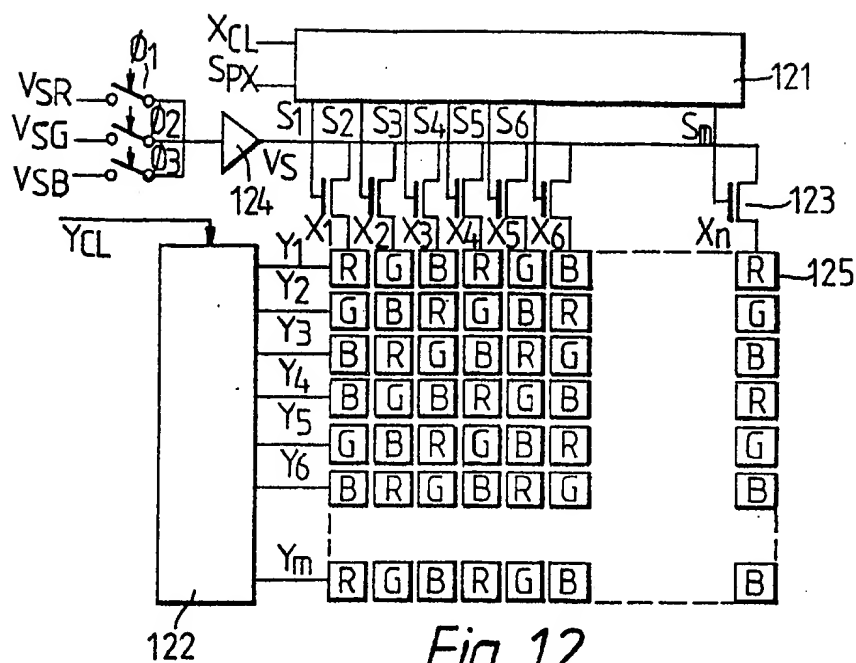 XCL
SPX
121
Ø1
VSR
VSG
Ø2
VSB
Ø3
124
VS
S1 S2 S3 S4 S5 S6 Sm
123
X1 X2 X3 X4 X5 X6 Xn
YCL
Y1 R G B R G B R 125
Y2 G B R G B R G
Y3 B R G B R G B
Y4 B G B R G B R
Y5 G B R G B R G
Y6 B R G B R G B
Ym R G B R G B B
122
Fig. 12